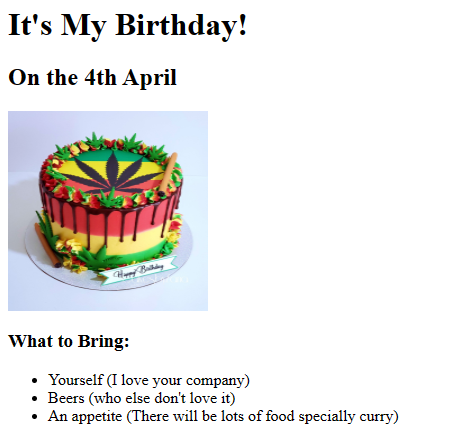 It's My Birthday!
On the 4th April
Happy Birthday
What to Bring:
Yourself (I love your company)
Beers (who else don't love it)
An appetite (There will be lots of food specially curry)